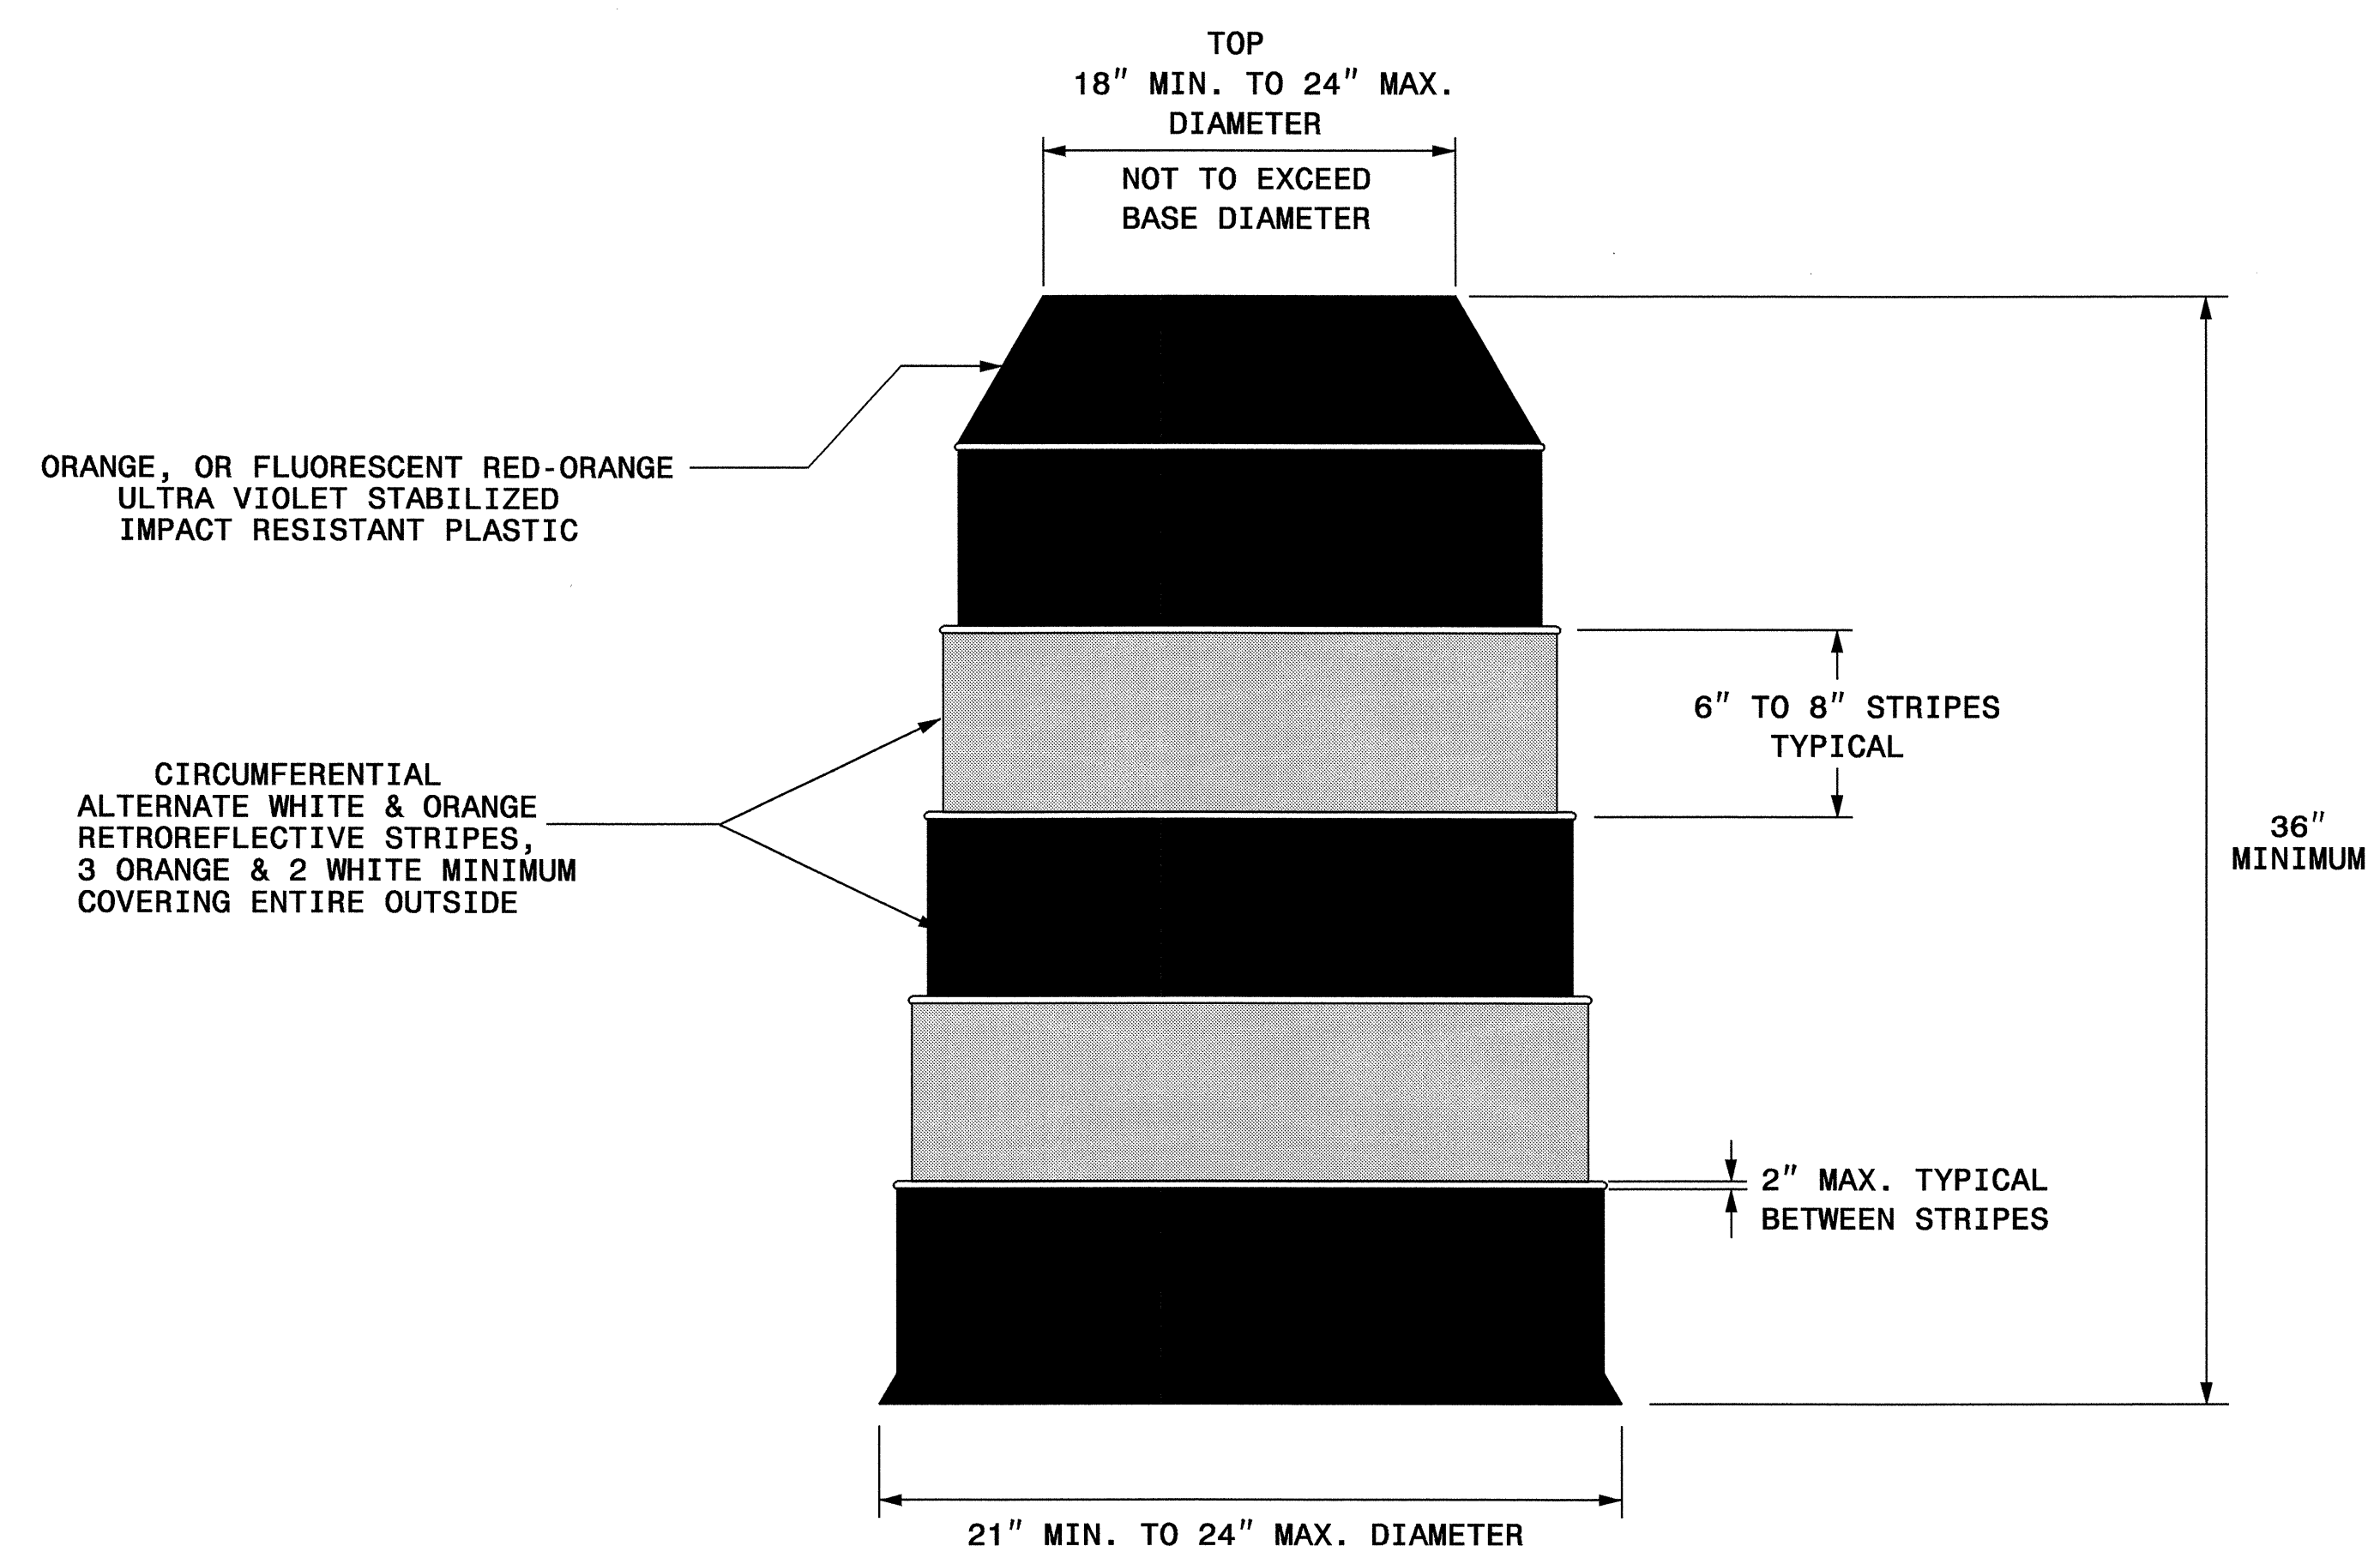 TOP
18" MIN. TO 24" MAX.
DIAMETER
NOT TO EXCEED
BASE DIAMETER
ORANGE, OR FLUORESCENT RED-ORANGE
ULTRA VIOLET STABILIZED
IMPACT RESISTANT PLASTIC
6" TO 8" STRIPES
TYPICAL
CIRCUMFERENTIAL
ALTERNATE WHITE & ORANGE
RETROREFLECTIVE STRIPES,
3 ORANGE & 2 WHITE MINIMUM
COVERING ENTIRE OUTSIDE
36"
MINIMUM
2" MAX. TYPICAL
BETWEEN STRIPES
21" MIN. TO 24" MAX. DIAMETER